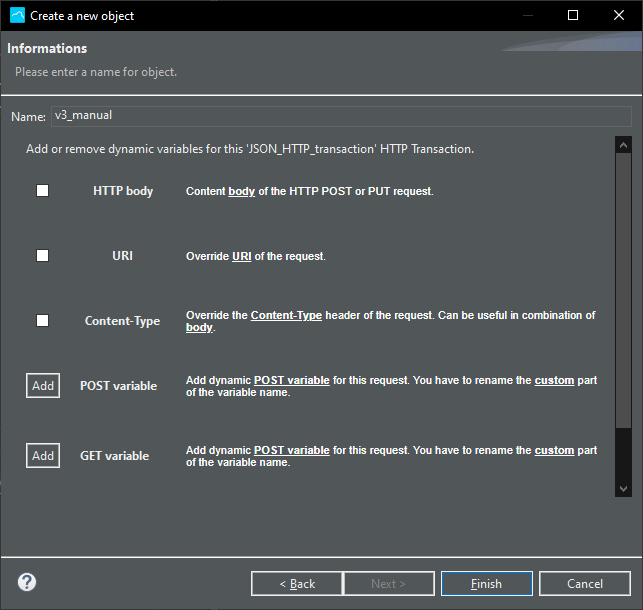 Create a new object
Informations
Please enter a name for object.
Name: v3_manual
Add or remove dynamic variables for this 'JSON_HTTP_transaction' HTTP Transaction.
HTTP body
Content body of the HTTP POST or PUT request.
URI
Override URI of the request.
Content-Type
Override the Content-Type header of the request. Can be useful in combination of
body.
Add
POST variable
Add dynamic POST variable for this request. You have to rename the custom part
of the variable name.
Add
GET variable
Add dynamic POST variable for this request. You have to rename the custom part
of the variable name.
?
< Back
Next >
Finish
Cancel